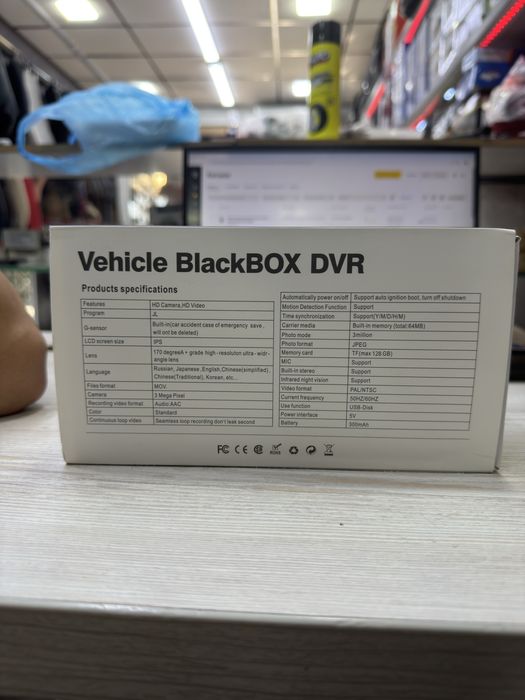 Vehicle BlackBOX DVR
Products specifications
Features HD Camera,HD Video
Program JL
G-sensor Built-in(car accident case of emergency save ,
will ont be deleted)
LCD screen size IPS
Lens 170 degreeA+ grade high -resoluton ultra -widr-
angle lens
Language Russian, Japanese ,English,Chinese(simplified) ,
Chinese(Traditional), Korean, etc...
Files format MOV
Camera 3 Mega Pixel
Recording video format Audio:AAC
Color Standard
Continuous loop video Seamless loop recording don't leak second
Automatically power on/off Support auto ignition boot, turn off shutdown
Motion Detection Function Support
Time synchronization Support(Y/M/D/H/M)
Carrier media Built-in memory (total:64MB)
Photo mode 3million
Photo format JPEG
Memory card TF(max 128 GB)
MIC Support
Built-in stereo Support
Infrared night vision Support
Video format PAL/NTSC
Current frequency 50HZ/60HZ
Use function USB-Disk
Power interface 5V
Battery 300mAh
FC CE RoHS